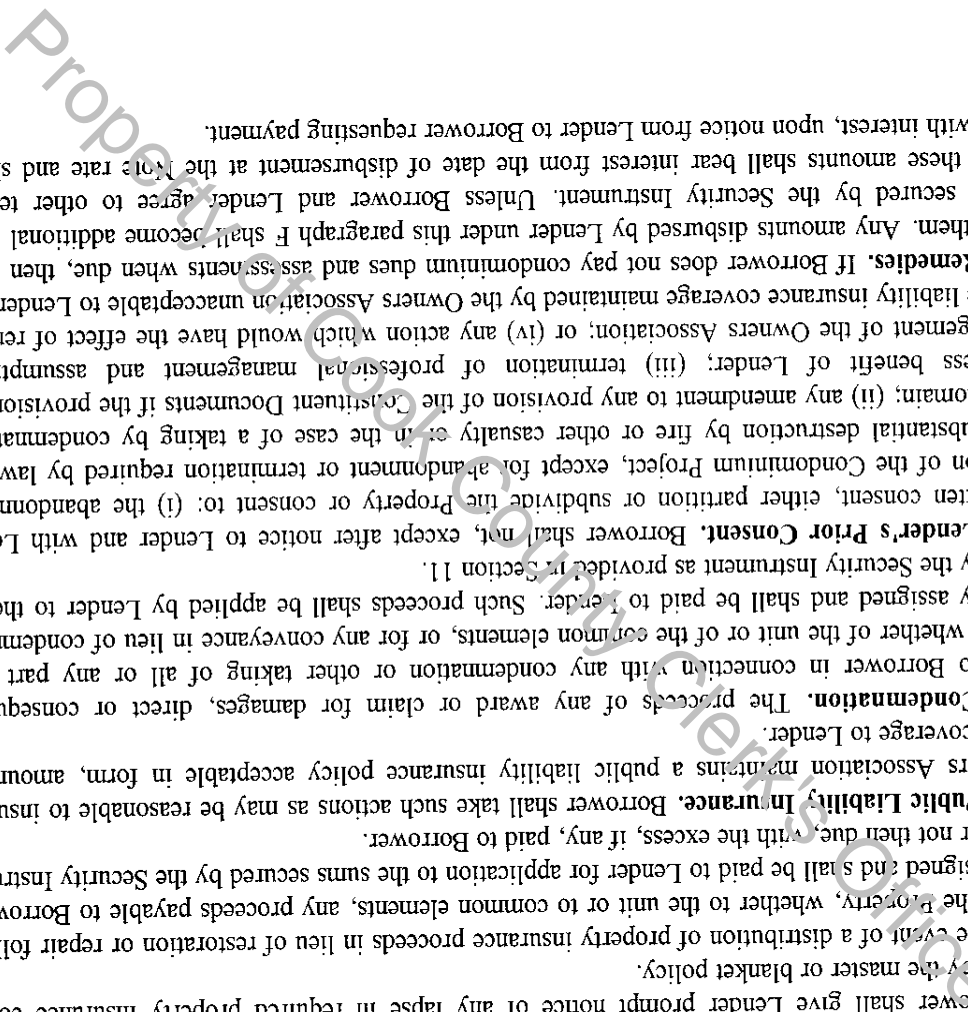 ower shall give Lender prompt notice of any lapse in required property insurance co
by the master or blanket policy.
e event of a distribution of property insurance proceeds in lieu of restoration or repair foll
he Property, whether to the unit or to common elements, any proceeds payable to Borrow
signed and shall be paid to Lender for application to the sums secured by the Security Instru
r not then due, with the excess, if any, paid to Borrower.
Public Liability Insurance. Borrower shall take such actions as may be reasonable to insu
rs Association maintains a public liability insurance policy acceptable in form, amoun
coverage to Lender.
Condemnation. The proceeds of any award or claim for damages, direct or consequ
o Borrower in connection with any condemnation or other taking of all or any part
whether of the unit or of the common elements, or for any conveyance in lieu of condemn
y assigned and shall be paid to Lender. Such proceeds shall be applied by Lender to the
y the Security Instrument as provided in Section 11.
Lender's Prior Consent. Borrower shall not, except after notice to Lender and with Le
tten consent, either partition or subdivide the Property or consent to: (i) the abandonm
on of the Condominium Project, except for abandonment or termination required by law
ubstantial destruction by fire or other casualty or in the case of a taking by condemnat
omain; (ii) any amendment to any provision of the Constituent Documents if the provision
ess benefit of Lender; (iii) termination of professional management and assumpt
gement of the Owners Association; or (iv) any action which would have the effect of ren
e liability insurance coverage maintained by the Owners Association unacceptable to Lender
Remedies. If Borrower does not pay condominium dues and assessments when due, then
them. Any amounts disbursed by Lender under this paragraph F shall become additional
secured by the Security Instrument. Unless Borrower and Lender agree to other te
these amounts shall bear interest from the date of disbursement at the Note rate and s
with interest, upon notice from Lender to Borrower requesting payment.
Property of Cook County Clerk's Office